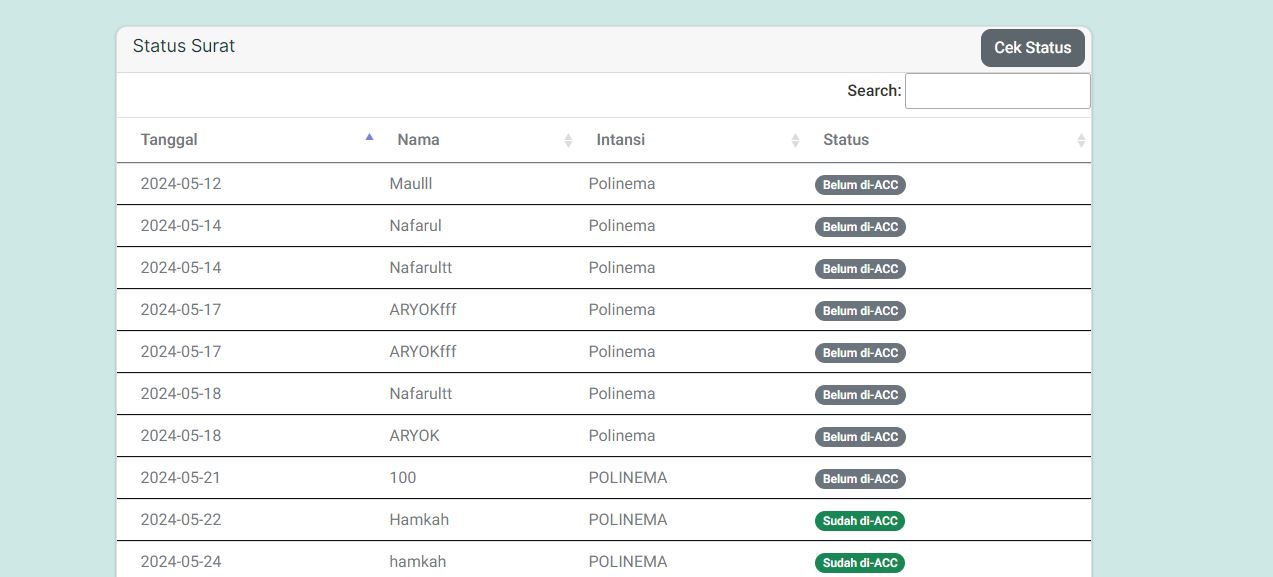 Status Surat Cek Status
Search:
Tanggal Nama Intansi Status
2024-05-12 Maulll Polinema Belum di-ACC
2024-05-14 Nafarul Polinema Belum di-ACC
2024-05-14 Nafarultt Polinema Belum di-ACC
2024-05-17 ARYOKfff Polinema Belum di-ACC
2024-05-17 ARYOKfff Polinema Belum di-ACC
2024-05-18 Nafarultt Polinema Belum di-ACC
2024-05-18 ARYOK Polinema Belum di-ACC
2024-05-21 100 POLINEMA Belum di-ACC
2024-05-22 Hamkah POLINEMA Sudah di-ACC
2024-05-24 hamkah POLINEMA Sudah di-ACC